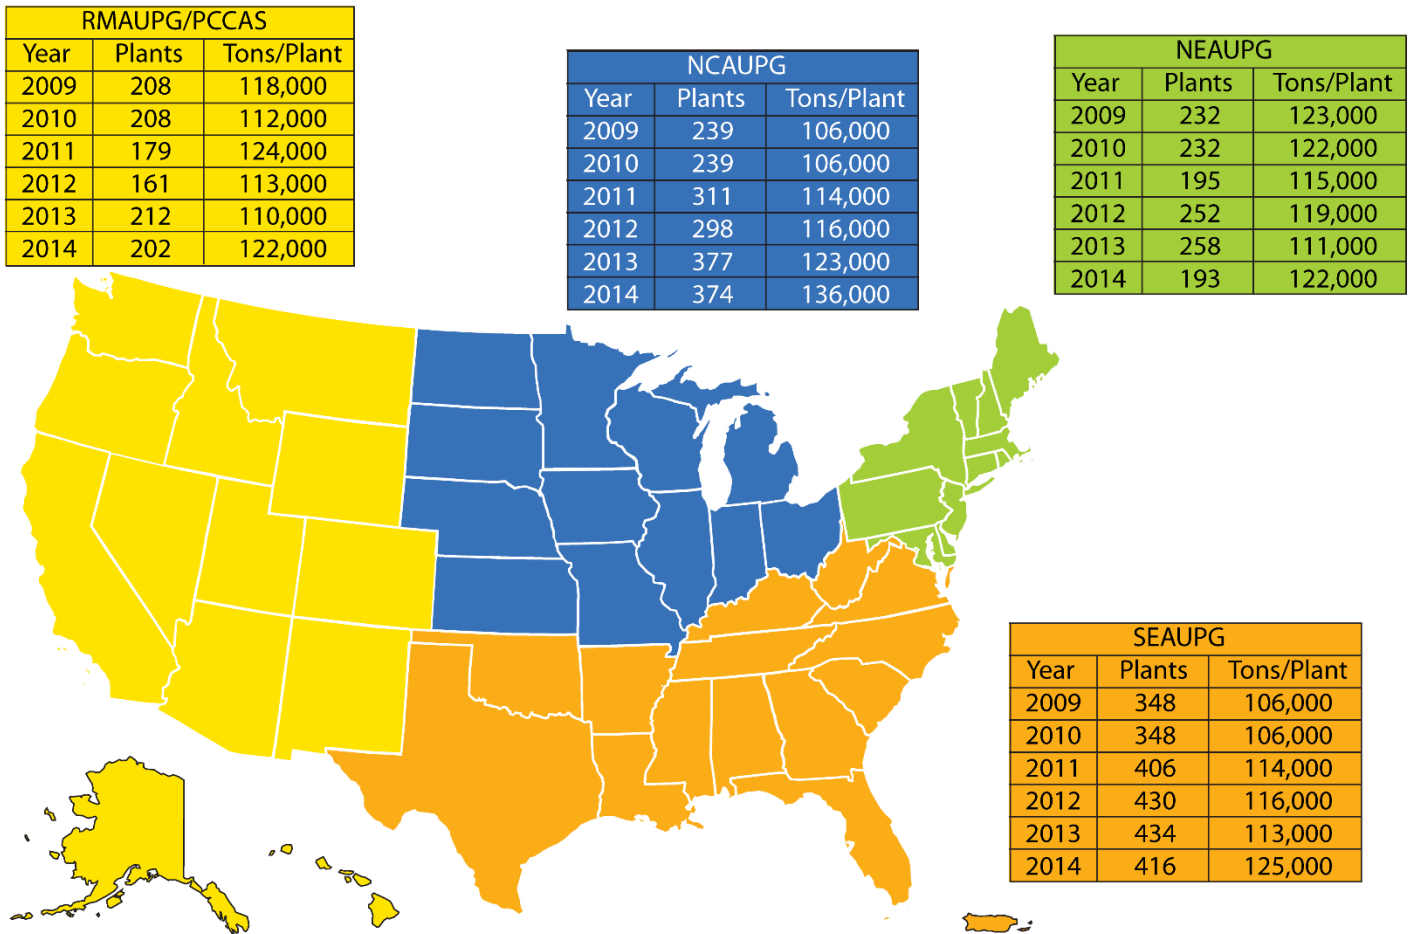 RMAUPG/PCCAS
Year Plants Tons/Plant
2009 208 118,000
2010 208 112,000
2011 179 124,000
2012 161 113,000
2013 212 110,000
2014 202 122,000
NCAUPG
Year Plants Tons/Plant
2009 239 106,000
2010 239 106,000
2011 311 114,000
2012 298 116,000
2013 377 123,000
2014 374 136,000
NEAUPG
Year Plants Tons/Plant
2009 232 123,000
2010 232 122,000
2011 195 115,000
2012 252 119,000
2013 258 111,000
2014 193 122,000
SEAUPG
Year Plants Tons/Plant
2009 348 106,000
2010 348 106,000
2011 406 114,000
2012 430 116,000
2013 434 113,000
2014 416 125,000